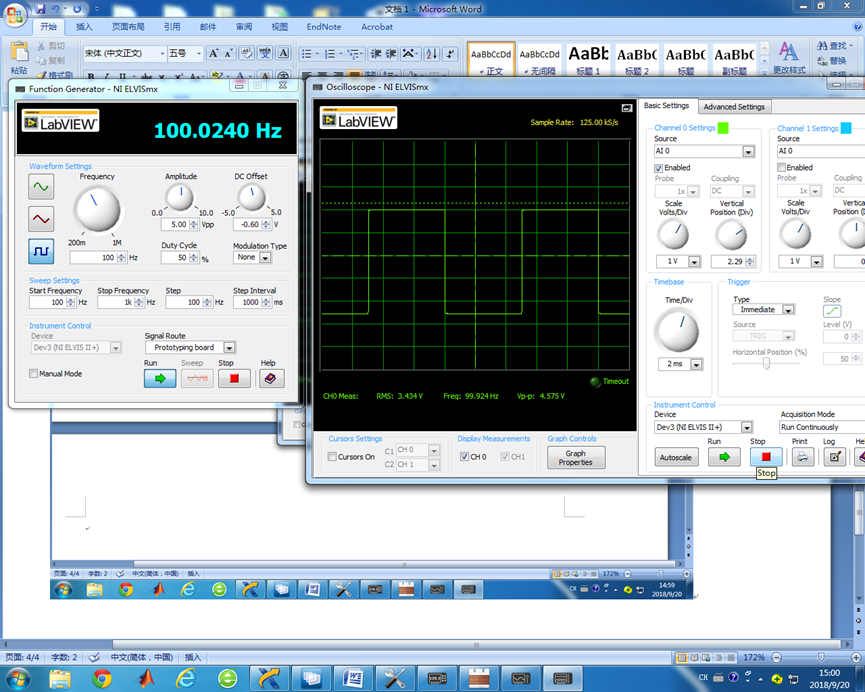 文档 1 - Microsoft Word
开始 插入 页面布局 引用 邮件 审阅 视图 EndNote Acrobat
粘贴 剪切 宋体 (中文正文) 五号 AaBbCcDd AaBbCcDd AaBb AaBb( AaBb( AaBb( 查找
复制 替换
格式刷 正文 无间隔 标题 1 标题 2 标题 副标题 更改样式
Function Generator - NI ELVISmx
LabVIEW
100.0240 Hz
Waveform Settings
Frequency Amplitude DC Offset
0.0 10.0 -5.0 5.0
5.00 Vpp -0.60 V
200m 1M Duty Cycle Modulation Type
100 Hz 50 % None
Sweep Settings
Start Frequency Stop Frequency Step Step Interval
100 Hz 1k Hz 100 Hz 1000 ms
Instrument Control
Device Signal Route
Dev3 (NI ELVIS II+) Prototyping board
Run Sweep Stop Help
Manual Mode
Oscilloscope - NI ELVISmx
LabVIEW
Sample Rate: 125.00 kS/s
Timeout
CH0 Meas: RMS: 3.434 V Freq: 99.924 Hz Vp-p: 4.575 V
Cursors Settings Display Measurements Graph Controls
Cursors On C1 CH 0 CH 0 CH1 Graph Properties
C2 CH 1
Basic Settings Advanced Settings
Channel 0 Settings Channel 1 Settings
Source Source
AI 0 AI 0
Enabled Enabled
Probe Coupling Probe Coupling
1x DC 1x DC
Scale Vertical Scale Vertical
Volts/Div Position (Div) Volts/Div Position (
1 V 2.29 1 V 0
Timebase Trigger
Time/Div Type Slope
Immediate
Source Level (V)
TRIG 0
Horizontal Position (%)
2 ms 50
Instrument Control
Device Acquisition Mode
Dev3 (NI ELVIS II+) Run Continuously
Run Stop Print Log He
Autoscale
Stop
页面: 4/4 字数: 2 中文(简体，中国) 插入 172%
CH 14:59
2018/9/20
页面: 4/4 字数: 2 中文(简体，中国) 插入 172%
CH 15:00
2018/9/20